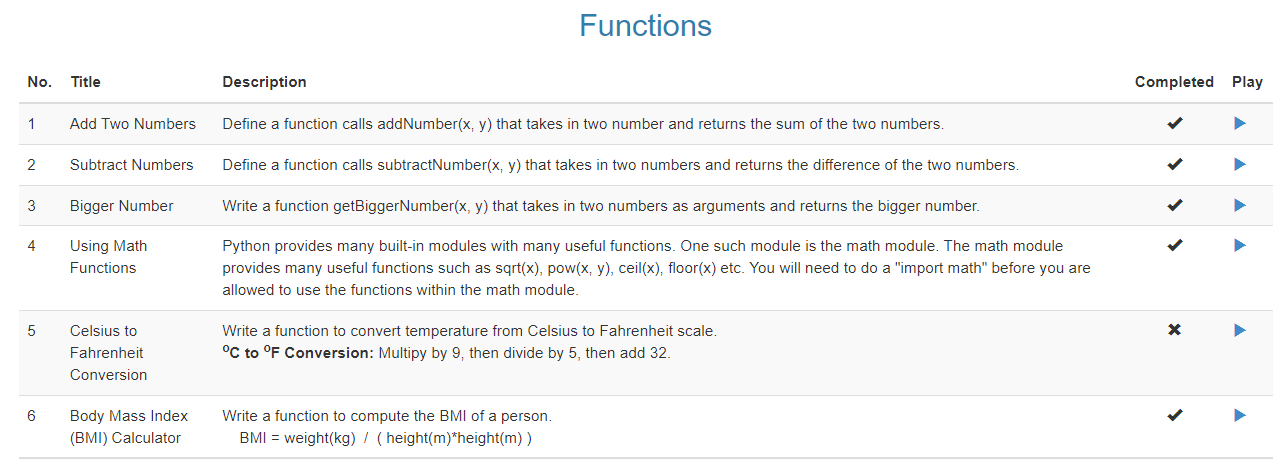 Functions
No. Title Description Completed Play
1 Add Two Numbers Define a function calls addNumber(x, y) that takes in two number and returns the sum of the two numbers.
2 Subtract Numbers Define a function calls subtractNumber(x, y) that takes in two numbers and returns the difference of the two numbers.
3 Bigger Number Write a function getBiggerNumber(x, y) that takes in two numbers as arguments and returns the bigger number.
4 Using Math Python provides many built-in modules with many useful functions. One such module is the math module. The math module
Functions provides many useful functions such as sqrt(x), pow(x, y), ceil(x), floor(x) etc. You will need to do a "import math" before you are
allowed to use the functions within the math module.
5 Celsius to Write a function to convert temperature from Celsius to Fahrenheit scale.
Fahrenheit ºC to ºF Conversion: Multipy by 9, then divide by 5, then add 32.
Conversion
6 Body Mass Index Write a function to compute the BMI of a person.
(BMI) Calculator BMI = weight(kg) / ( height(m)*height(m) )